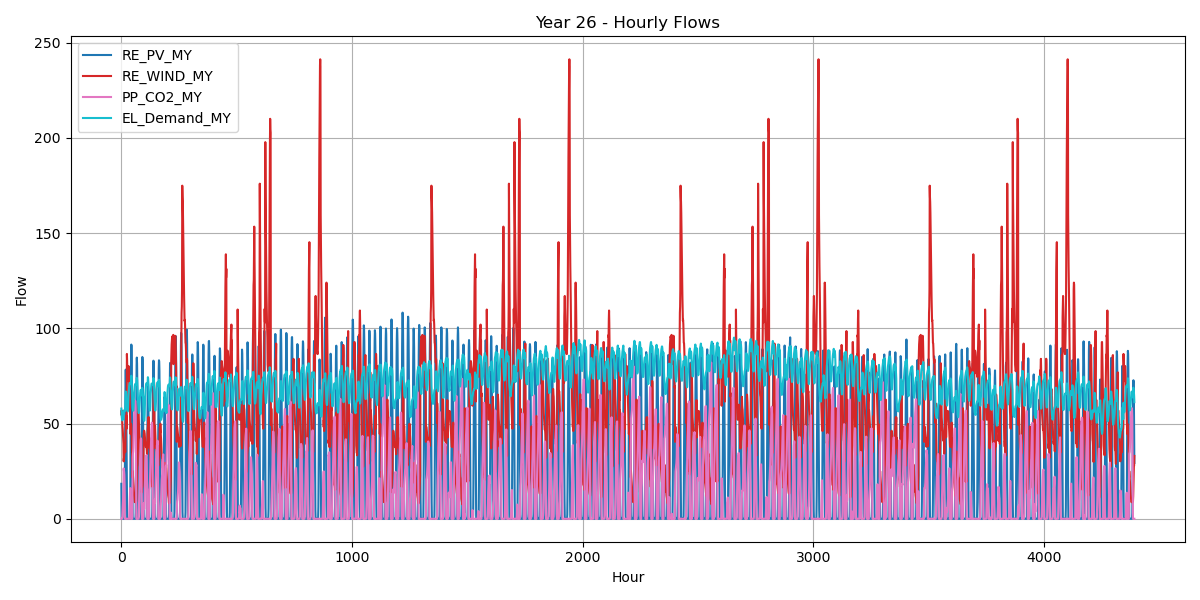 Year 26 - Hourly Flows
RE_PV_MY
RE_WIND_MY
PP_CO2_MY
EL_Demand_MY
250
200
150
100
50
0
Flow
0 1000 2000 3000 4000
Hour